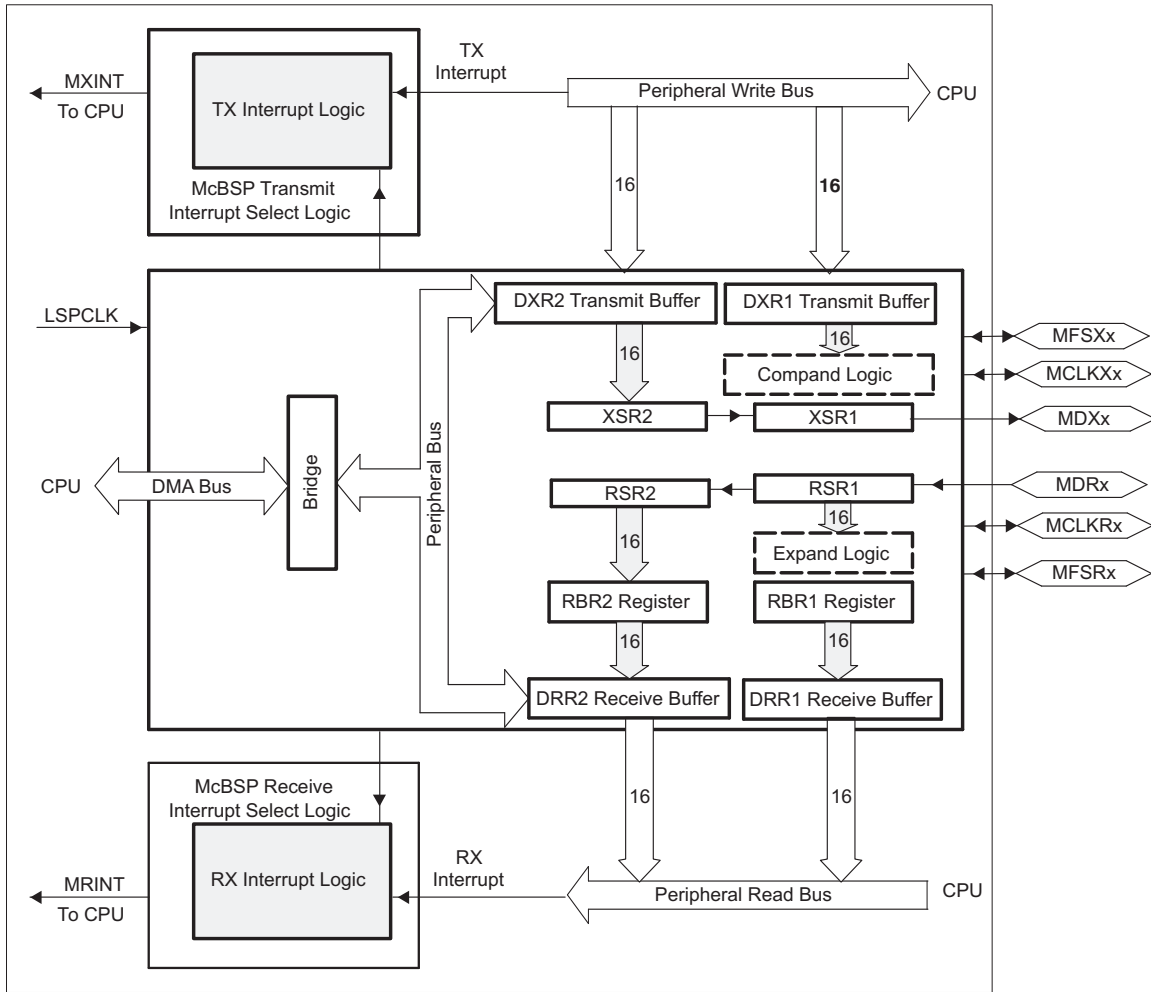 MXINT
To CPU
TX Interrupt Logic
McBSP Transmit
Interrupt Select Logic
TX
Interrupt
Peripheral Write Bus
CPU
16
16
LSPCLK
DXR2 Transmit Buffer
DXR1 Transmit Buffer
16
16
Compand Logic
XSR2
XSR1
MFSXx
MCLKXx
MDXx
CPU
DMA Bus
Bridge
Peripheral Bus
RSR2
RSR1
16
16
Expand Logic
MDRx
MCLKRx
MFSRx
RBR2 Register
RBR1 Register
16
16
DRR2 Receive Buffer
DRR1 Receive Buffer
16
16
McBSP Receive
Interrupt Select Logic
RX Interrupt Logic
MRINT
To CPU
RX
Interrupt
Peripheral Read Bus
CPU